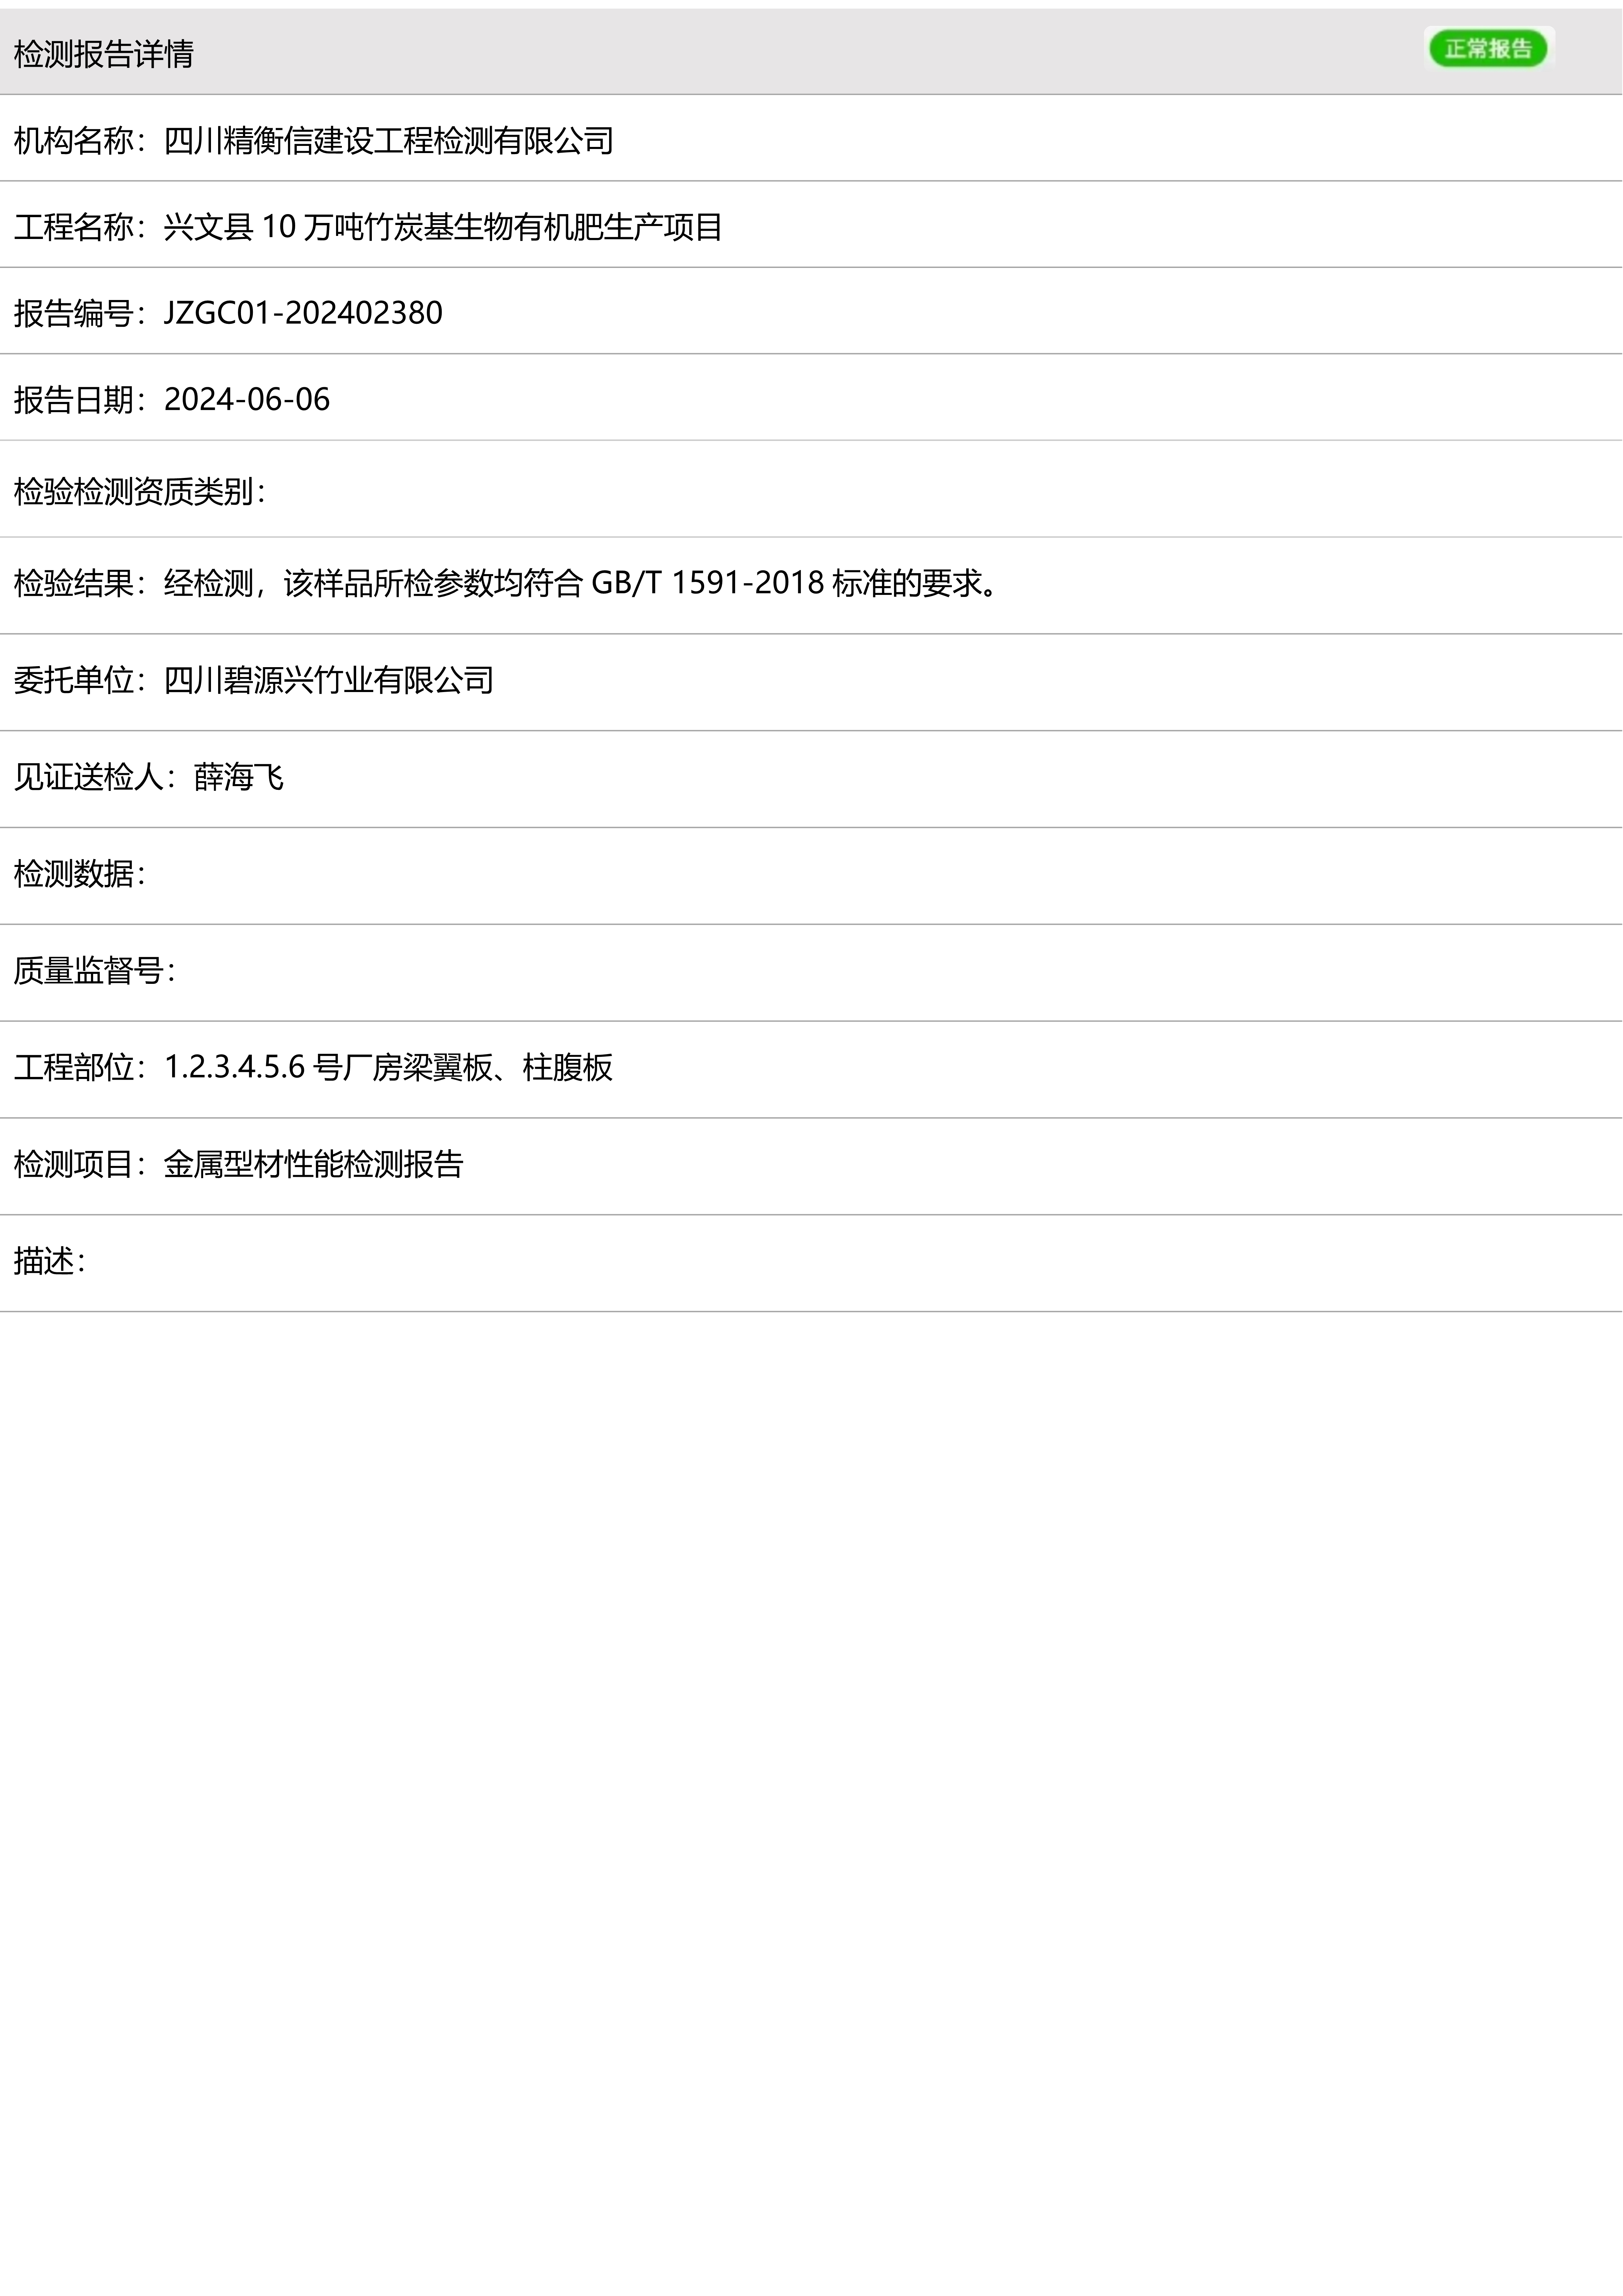 检测报告详情
正常报告
机构名称：四川精衡信建设工程检测有限公司
工程名称：兴文县 10 万吨竹炭基生物有机肥生产项目
报告编号：JZGC01-202402380
报告日期：2024-06-06
检验检测资质类别：
检验结果：经检测，该样品所检参数均符合 GB/T 1591-2018 标准的要求。
委托单位：四川碧源兴竹业有限公司
见证送检人：薛海飞
检测数据：
质量监督号：
工程部位：1.2.3.4.5.6 号厂房梁翼板、柱腹板
检测项目：金属型材性能检测报告
描述：